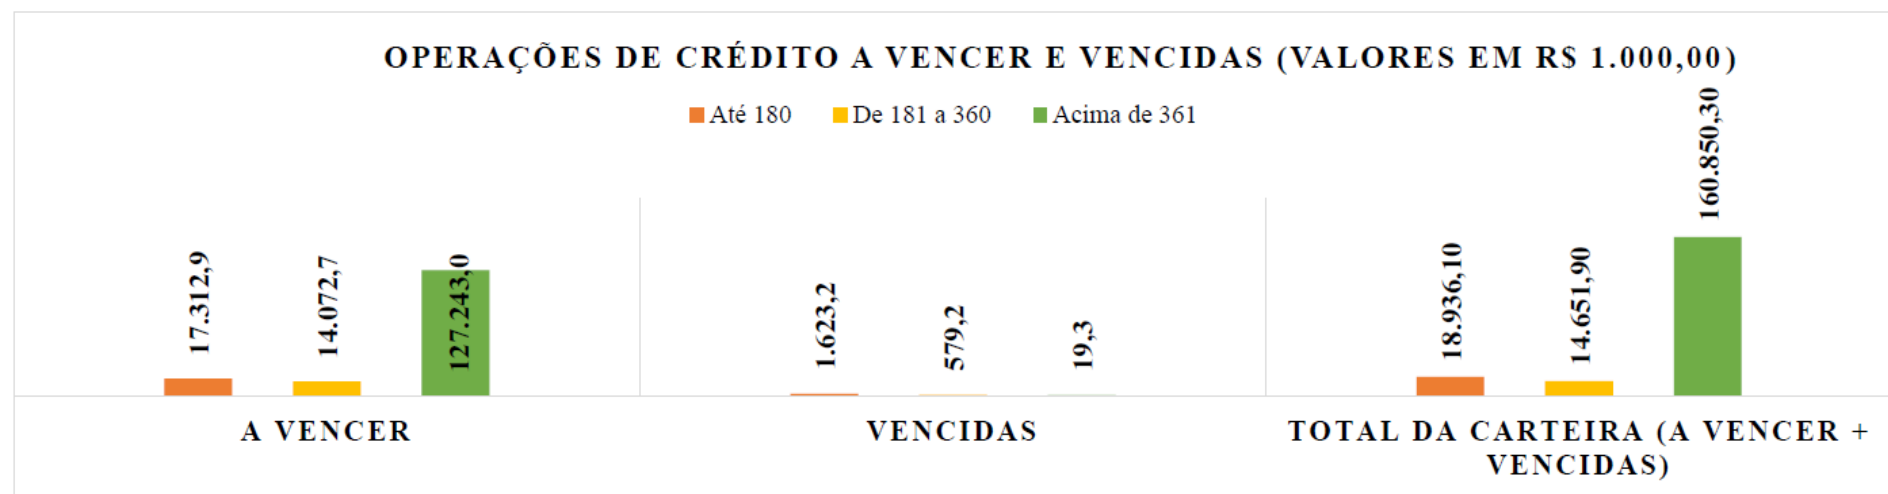 OPERAÇÕES DE CRÉDITO A VENCER E VENCIDAS (VALORES EM R$ 1.000,00)
Até 180
De 181 a 360
Acima de 361
17.312,9
14.072,7
127.243,0
1.623,2
579,2
19,3
18.936,10
14.651,90
160.850,30
A VENCER
VENCIDAS
TOTAL DA CARTEIRA (A VENCER +
VENCIDAS)